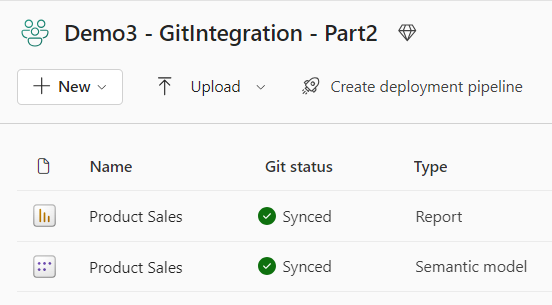 Demo3 - GitIntegration - Part2
New Upload Create deployment pipeline
Name Git status Type
Product Sales Synced Report
Product Sales Synced Semantic model